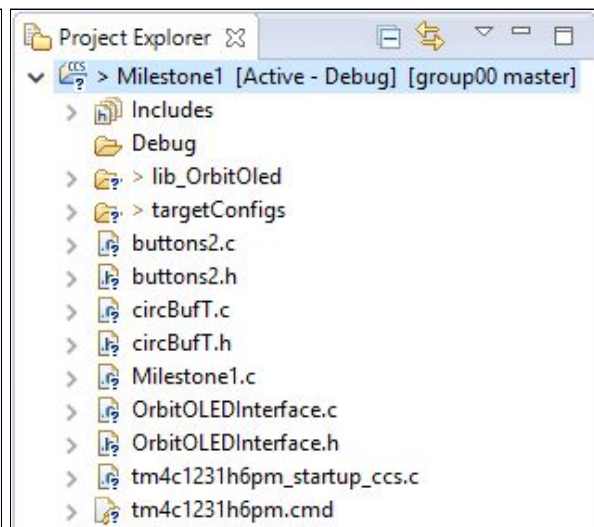 Project Explorer
> Milestone1 [Active - Debug] [group00 master]
Includes
Debug
> lib_OrbitOled
> targetConfigs
buttons2.c
buttons2.h
circBufT.c
circBufT.h
Milestone1.c
OrbitOLEDInterface.c
OrbitOLEDInterface.h
tm4c1231h6pm_startup_ccs.c
tm4c1231h6pm.cmd